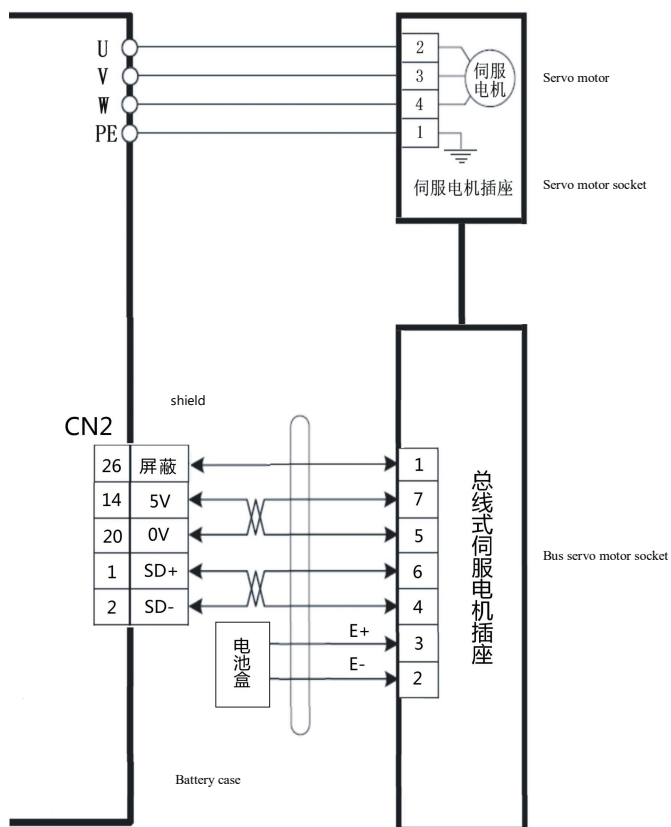 U
V
W
PE
2
3
4
1
伺服
电机
Servo motor
伺服电机插座
Servo motor socket
shield
CN2
26 屏蔽
14 5V
20 0V
1 SD+
2 SD-
1
7
5
6
4
3
2
总线式伺服电机插座
Bus servo motor socket
电池盒
E+
E-
Battery case